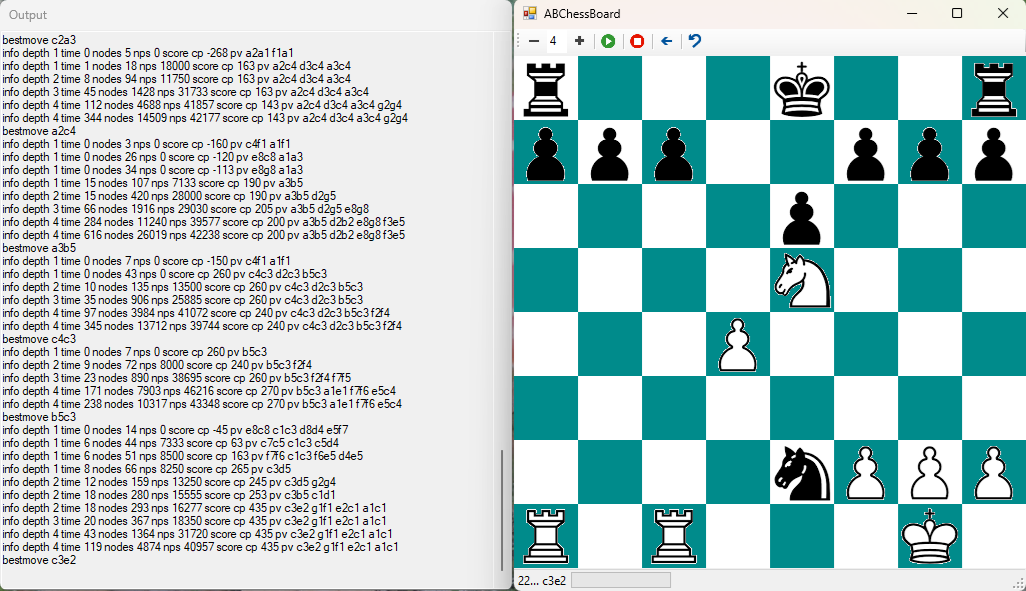 Output
bestmove c2a3
info depth 1 time 0 nodes 5 nps 0 score cp -268 pv a2a1 f1a1
info depth 1 time 1 nodes 18 nps 18000 score cp 163 pv a2c4 d3c4 a3c4
info depth 2 time 8 nodes 94 nps 11750 score cp 163 pv a2c4 d3c4 a3c4
info depth 3 time 45 nodes 1428 nps 31733 score cp 163 pv a2c4 d3c4 a3c4
info depth 4 time 112 nodes 4688 nps 41857 score cp 143 pv a2c4 d3c4 a3c4 g2g4
info depth 4 time 344 nodes 14509 nps 42177 score cp 143 pv a2c4 d3c4 a3c4 g2g4
bestmove a2c4
info depth 1 time 0 nodes 3 nps 0 score cp -160 pv c4f1 a1f1
info depth 1 time 0 nodes 26 nps 0 score cp -120 pv e8c8 a1a3
info depth 1 time 0 nodes 34 nps 0 score cp -113 pv e8g8 a1a3
info depth 1 time 15 nodes 107 nps 7133 score cp 190 pv a3b5
info depth 2 time 15 nodes 420 nps 28000 score cp 190 pv a3b5 d2g5
info depth 3 time 66 nodes 1916 nps 29030 score cp 205 pv a3b5 d2g5 e8g8
info depth 4 time 284 nodes 11240 nps 39577 score cp 200 pv a3b5 d2b2 e8g8 f3e5
info depth 4 time 616 nodes 26019 nps 42238 score cp 200 pv a3b5 d2b2 e8g8 f3e5
bestmove a3b5
info depth 1 time 0 nodes 7 nps 0 score cp -150 pv c4f1 a1f1
info depth 1 time 0 nodes 43 nps 0 score cp 260 pv c4c3 d2c3 b5c3
info depth 2 time 10 nodes 135 nps 13500 score cp 260 pv c4c3 d2c3 b5c3
info depth 3 time 35 nodes 906 nps 25885 score cp 260 pv c4c3 d2c3 b5c3
info depth 4 time 97 nodes 3984 nps 41072 score cp 240 pv c4c3 d2c3 b5c3 f2f4
info depth 4 time 345 nodes 13712 nps 39744 score cp 240 pv c4c3 d2c3 b5c3 f2f4
bestmove c4c3
info depth 1 time 0 nodes 7 nps 0 score cp 260 pv b5c3
info depth 2 time 9 nodes 72 nps 8000 score cp 240 pv b5c3 f2f4
info depth 3 time 23 nodes 890 nps 38695 score cp 260 pv b5c3 f2f4 f7f5
info depth 4 time 171 nodes 7903 nps 46216 score cp 270 pv b5c3 a1e1 f7f6 e5c4
info depth 4 time 238 nodes 10317 nps 43348 score cp 270 pv b5c3 a1e1 f7f6 e5c4
bestmove b5c3
info depth 1 time 0 nodes 14 nps 0 score cp -45 pv e8c8 c1c3 d8d4 e5f7
info depth 1 time 6 nodes 44 nps 7333 score cp 63 pv c7c5 c1c3 c5d4
info depth 1 time 6 nodes 51 nps 8500 score cp 163 pv f7f6 c1c3 f6e5 d4e5
info depth 1 time 8 nodes 66 nps 8250 score cp 265 pv c3d5
info depth 2 time 12 nodes 159 nps 13250 score cp 245 pv c3d5 g2g4
info depth 2 time 18 nodes 280 nps 15555 score cp 253 pv c3b5 c1d1
info depth 2 time 18 nodes 293 nps 16277 score cp 435 pv c3e2 g1f1 e2c1 a1c1
info depth 3 time 20 nodes 367 nps 18350 score cp 435 pv c3e2 g1f1 e2c1 a1c1
info depth 4 time 43 nodes 1364 nps 31720 score cp 435 pv c3e2 g1f1 e2c1 a1c1
info depth 4 time 119 nodes 4874 nps 40957 score cp 435 pv c3e2 g1f1 e2c1 a1c1
bestmove c3e2
ABChessBoard
4
22... c3e2